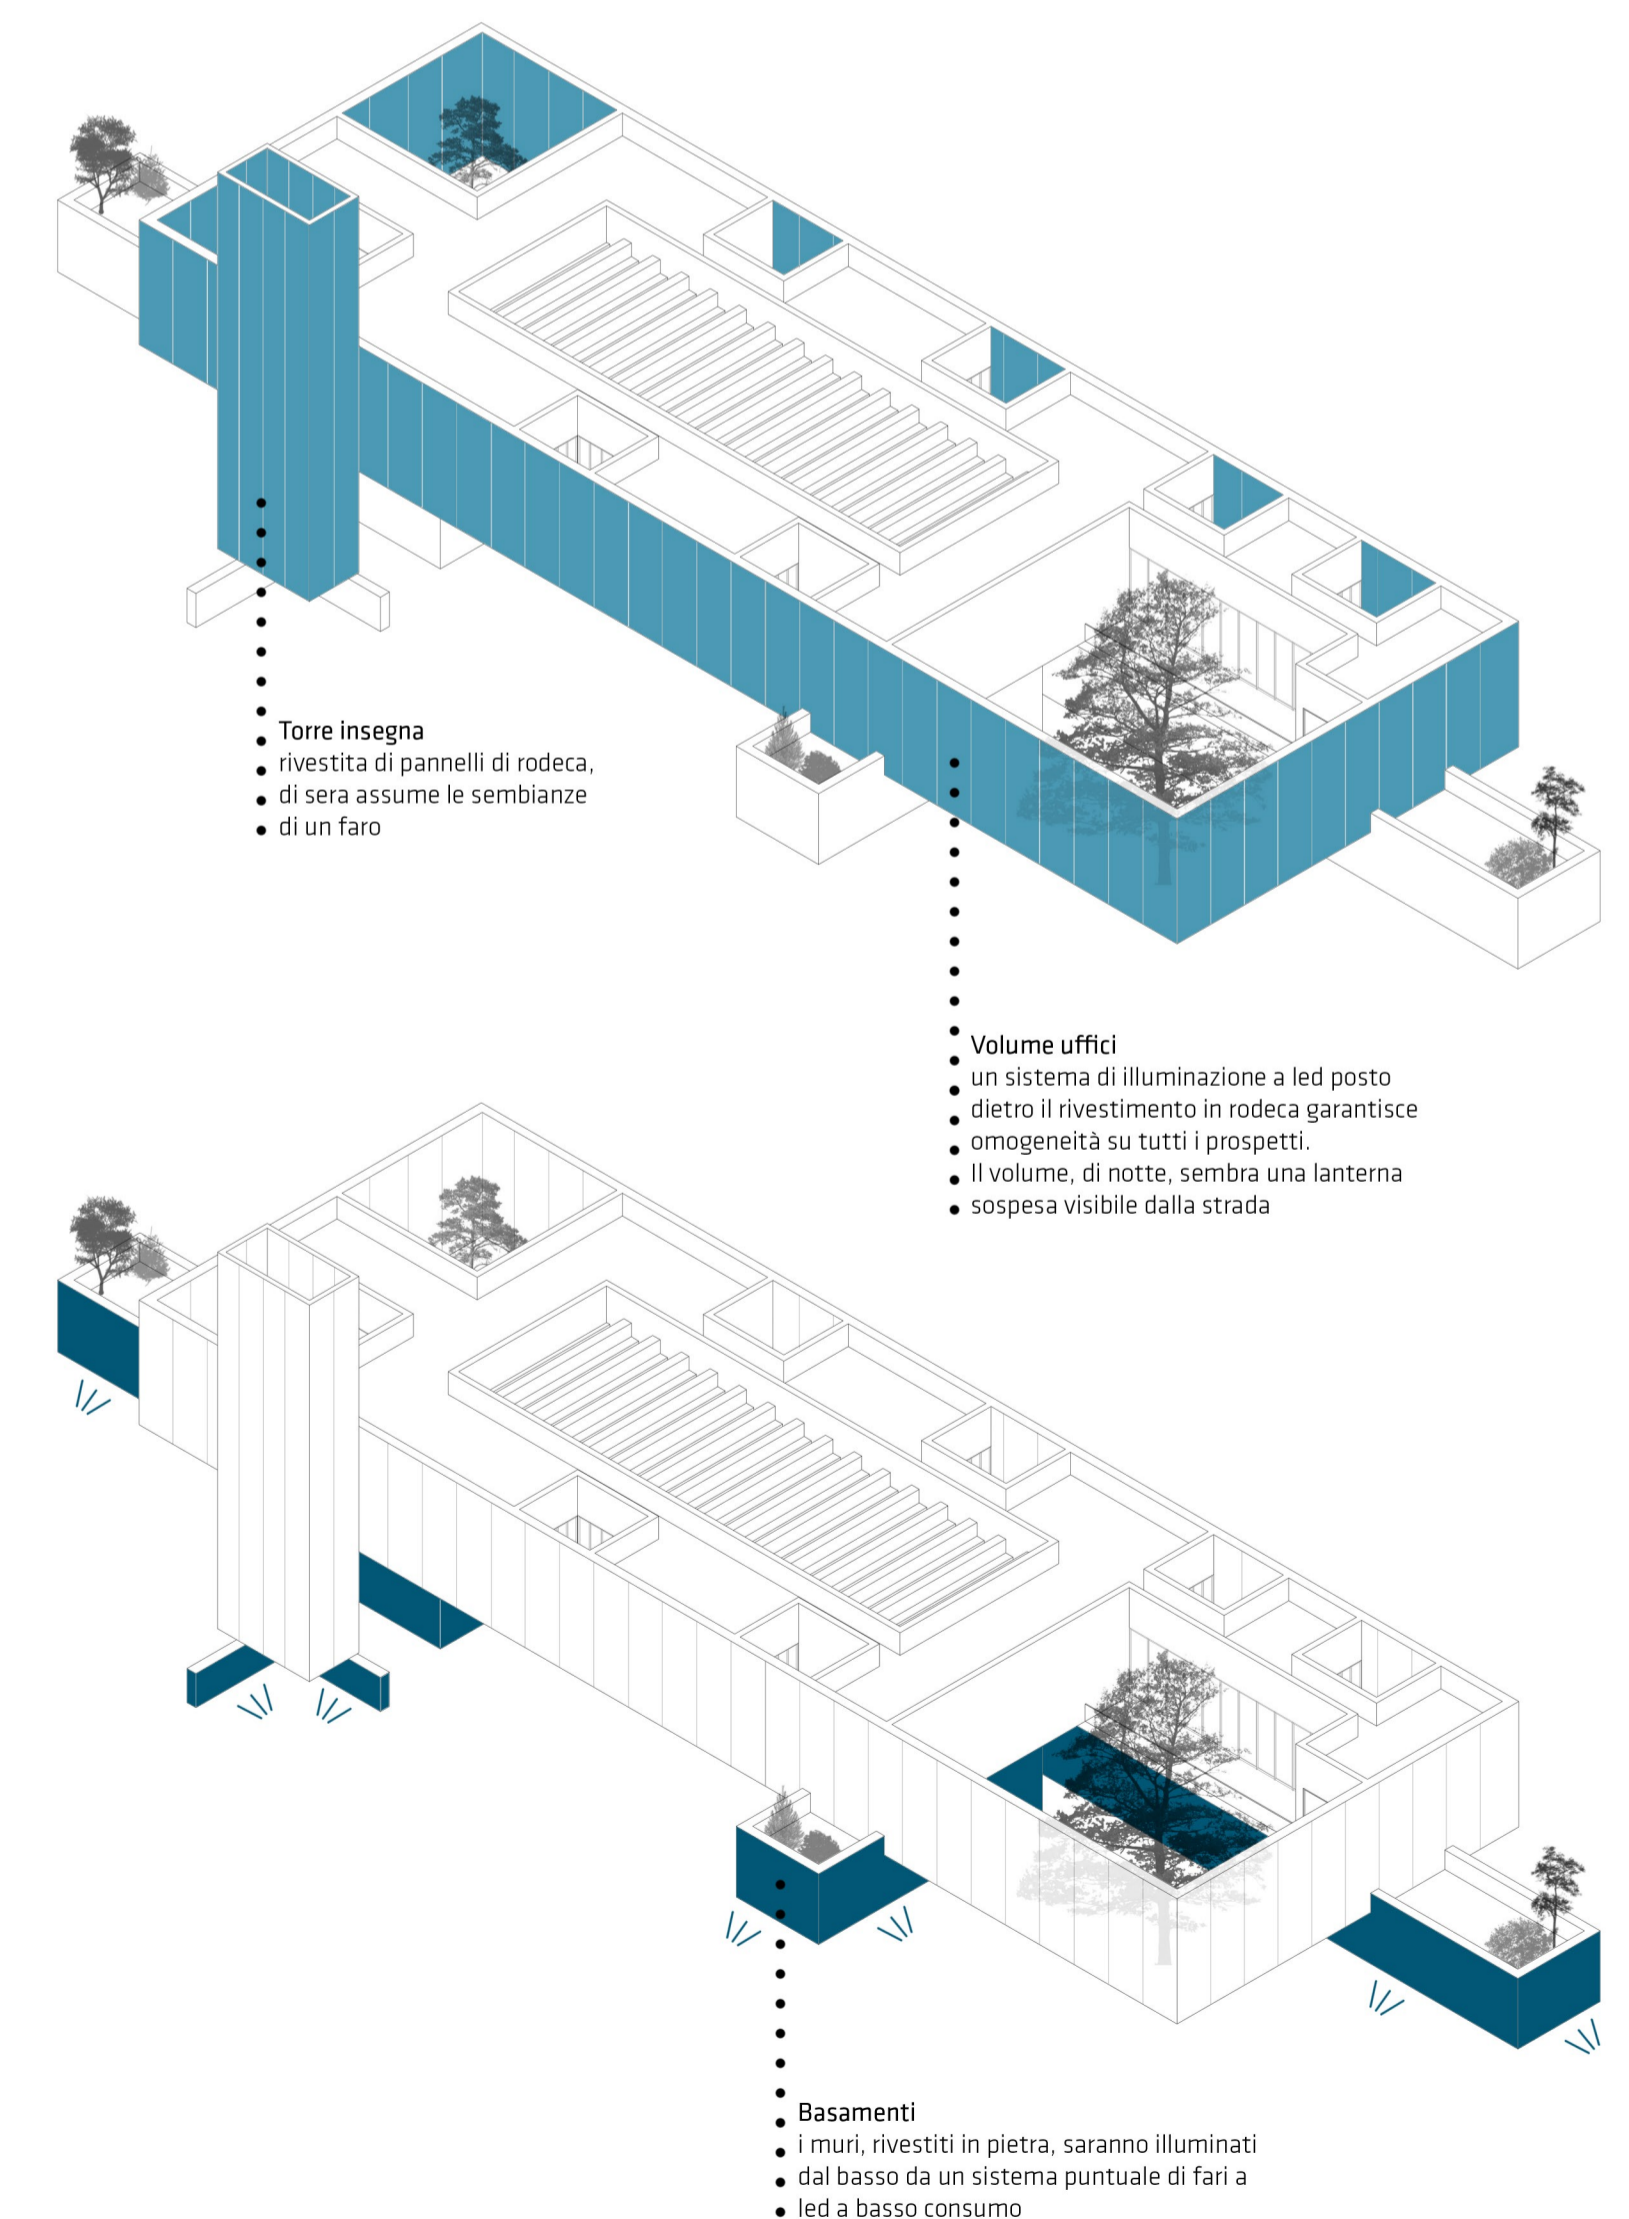 Torre insegna
rivestita di pannelli di rodeca,
di sera assume le sembianze
di un faro
Volume uffici
un sistema di illuminazione a led posto
dietro il rivestimento in rodeca garantisce
omogeneità su tutti i prospetti.
Il volume, di notte, sembra una lanterna
sospesa visibile dalla strada
Basamenti
i muri, rivestiti in pietra, saranno illuminati
dal basso da un sistema puntuale di fari a
led a basso consumo